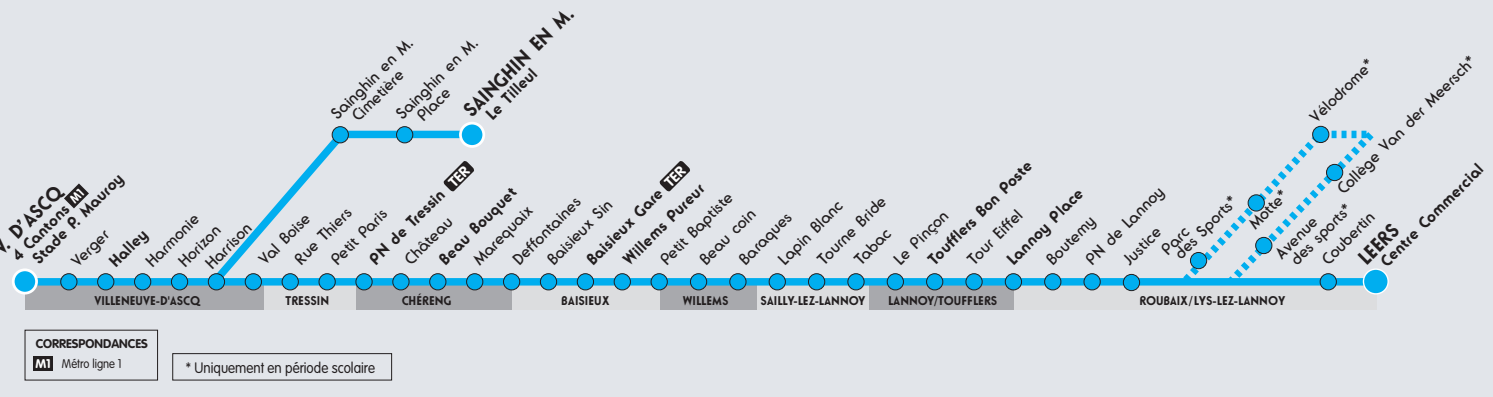 V. D'ASCQ
4 Cantons M1
Stade P. Mauroy
Verger
Halley
Harmonie
Horizon
Harrison
Sainghin en M.
Cimetière
Sainghin en M.
Place
SAINGHIN EN M.
Le Tilleul
Val Boise
Rue Thiers
Petit Paris
PN de Tressin TER
Château
Beau Bouquet
Marequaix
Deffontaines
Baisieux Sin
Baisieux Gare TER
Willems Pureur
Petit Baptiste
Beau coin
Baraques
Lapin Blanc
Tourne Bride
Tabac
Le Pinçon
Toufflers Bon Poste
Tour Eiffel
Lannoy Place
Boutemy
PN de Lannoy
Justice
Parc
des Sports*
Motte*
Vélodrome*
Collège Van der Meersch*
Avenue
des sports*
Coubertin
LEERS
Centre Commercial
VILLENEUVE-D'ASCQ
TRESSIN
CHÉRENG
BAISIEUX
WILLEMS
SAILLY-LEZ-LANNOY
LANNOY/TOUFFLERS
ROUBAIX/LYS-LEZ-LANNOY
CORRESPONDANCES
M1 Métro ligne 1
* Uniquement en période scolaire